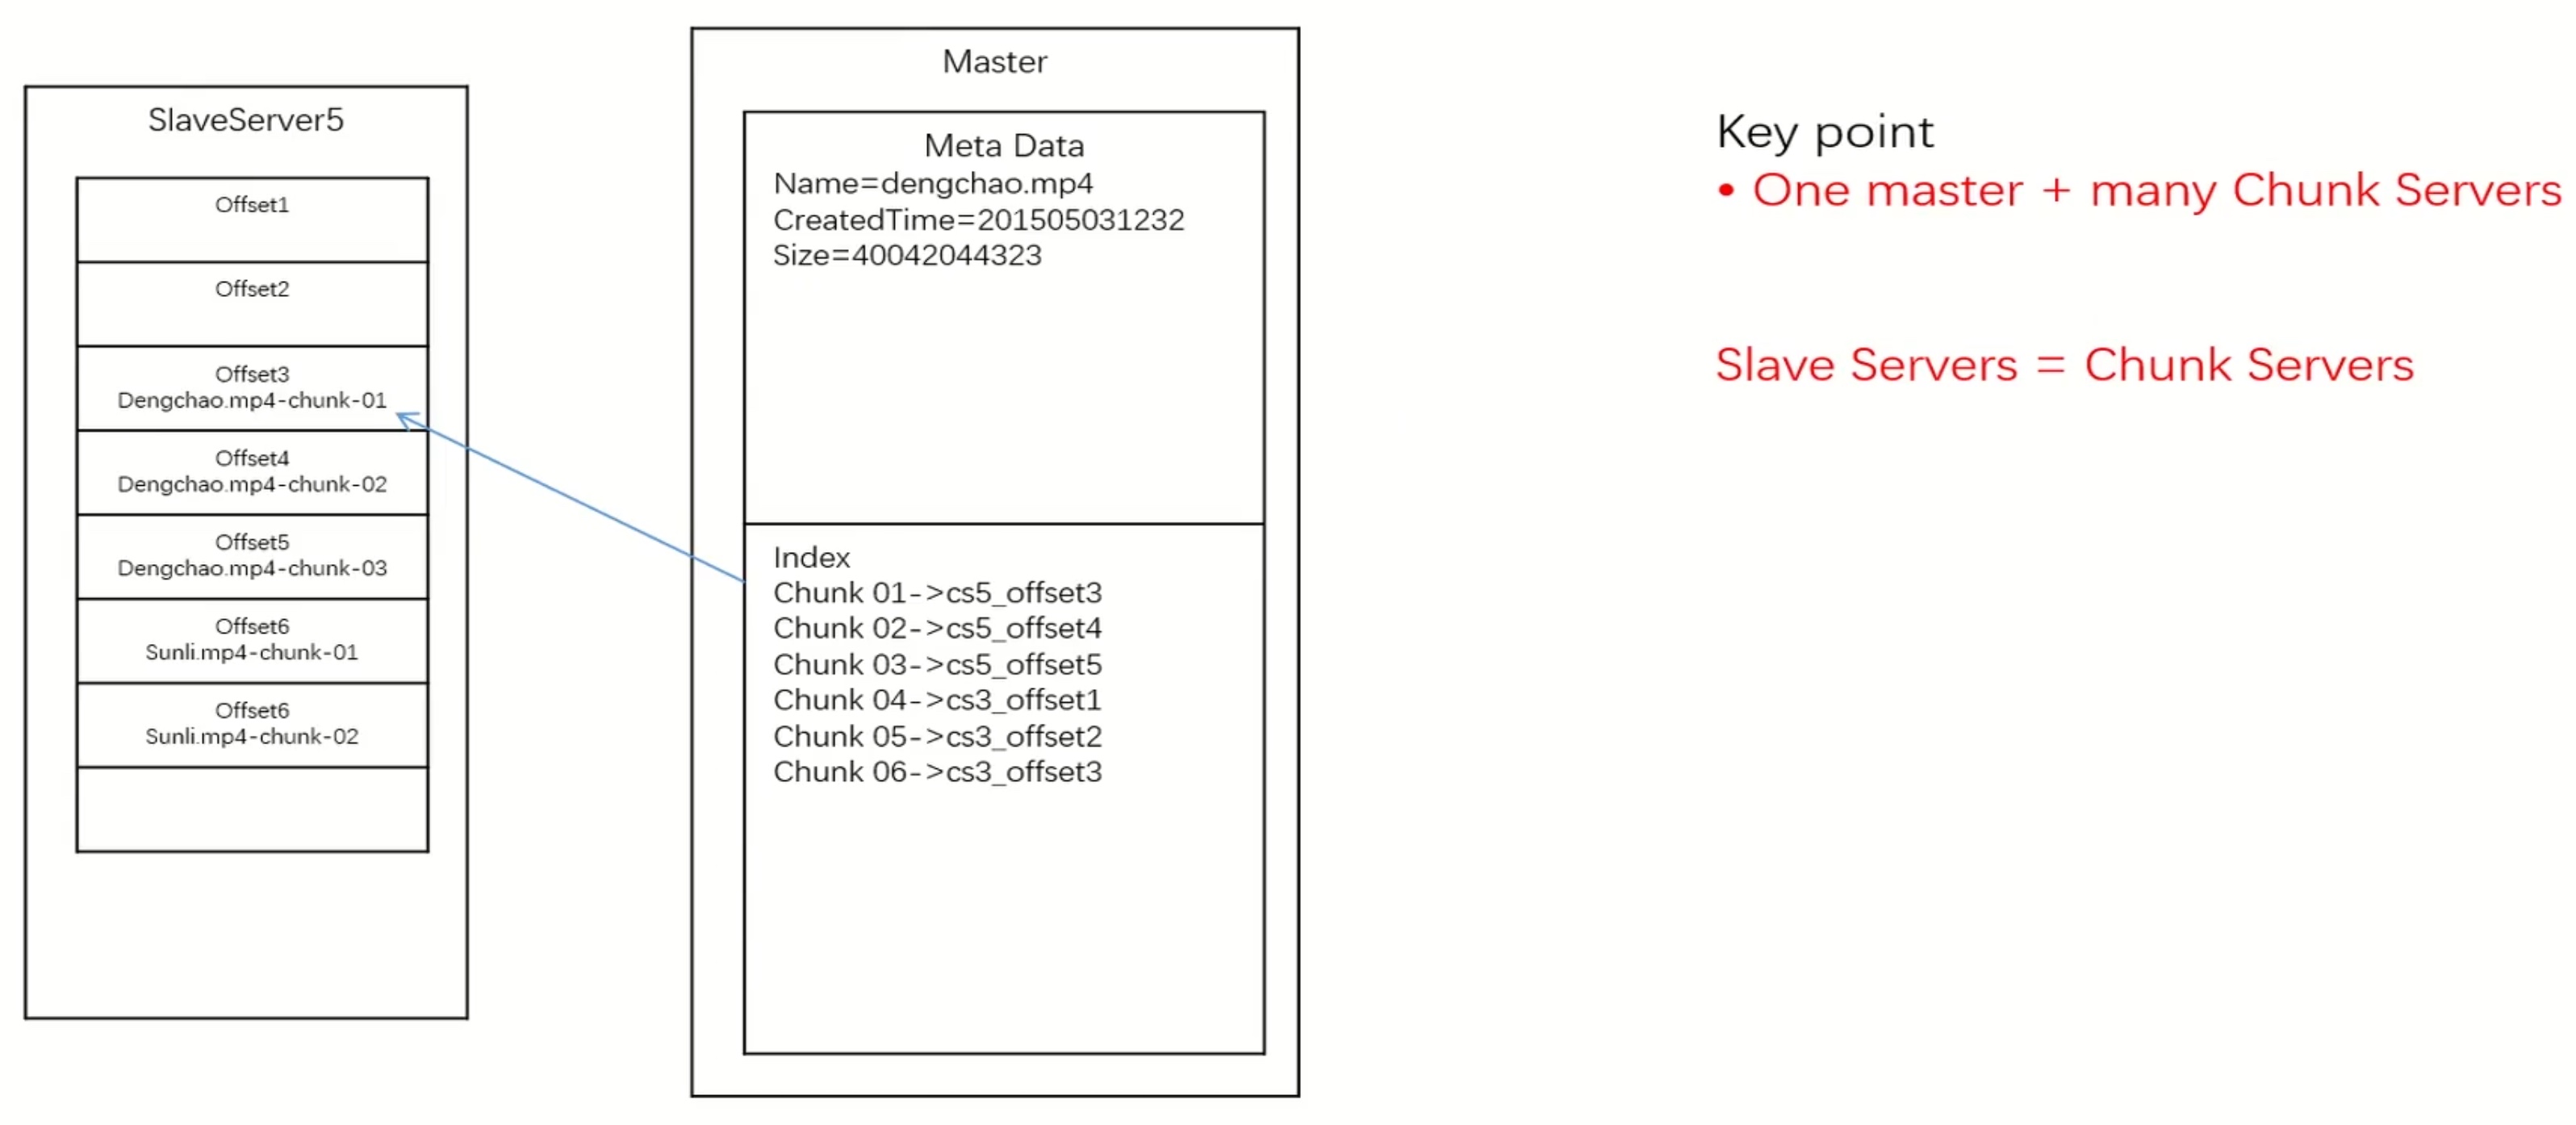 SlaveServer5
Offset1
Offset2
Offset3
Dengchao.mp4-chunk-01
Offset4
Dengchao.mp4-chunk-02
Offset5
Dengchao.mp4-chunk-03
Offset6
Sunli.mp4-chunk-01
Offset6
Sunli.mp4-chunk-02
Master
Meta Data
Name=dengchao.mp4
CreatedTime=201505031232
Size=40042044323
Index
Chunk 01->cs5_offset3
Chunk 02->cs5_offset4
Chunk 03->cs5_offset5
Chunk 04->cs3_offset1
Chunk 05->cs3_offset2
Chunk 06->cs3_offset3
Key point
• One master + many Chunk Servers
Slave Servers = Chunk Servers